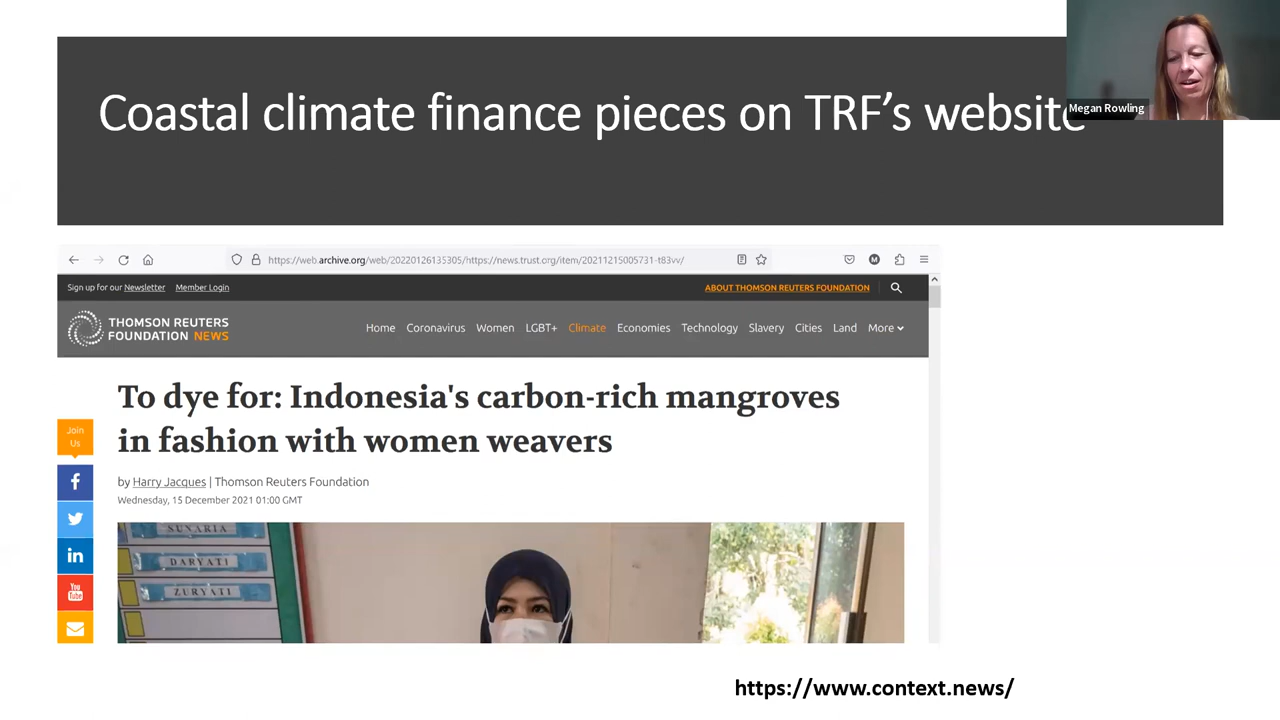 Coastal climate finance pieces on TRF's website
Megan Rowling
https://web.archive.org/web/20220126135305/https://news.trust.org/item/20211215005731-t83vv/
M
Sign up for our Newsletter Member Login
ABOUT THOMSON REUTERS FOUNDATION
THOMSON REUTERS
FOUNDATION NEWS
Home Coronavirus Women LGBT+ Climate Economies Technology Slavery Cities Land More
To dye for: Indonesia's carbon-rich mangroves
in fashion with women weavers
Join
Us
by Harry Jacques | Thomson Reuters Foundation
Wednesday, 15 December 2021 01:00 GMT
f
in
You
Tube
SUNARIA
DARYATI
ZURYATI
https://www.context.news/